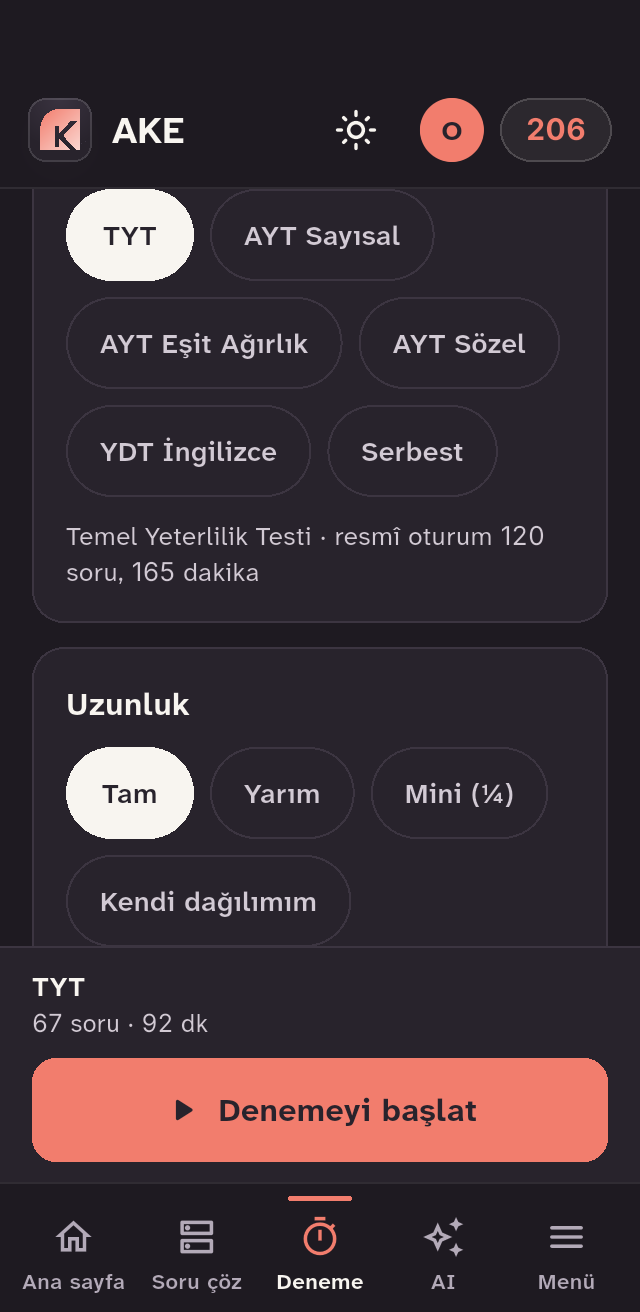 AKE
O
206
TYT
AYT Sayısal
AYT Eşit Ağırlık
AYT Sözel
YDT İngilizce
Serbest
Temel Yeterlilik Testi · resmî oturum 120
soru, 165 dakika
Uzunluk
Tam
Yarım
Mini (¼)
Kendi dağılımım
TYT
67 soru · 92 dk
Denemeyi başlat
Ana sayfa
Soru çöz
Deneme
AI
Menü